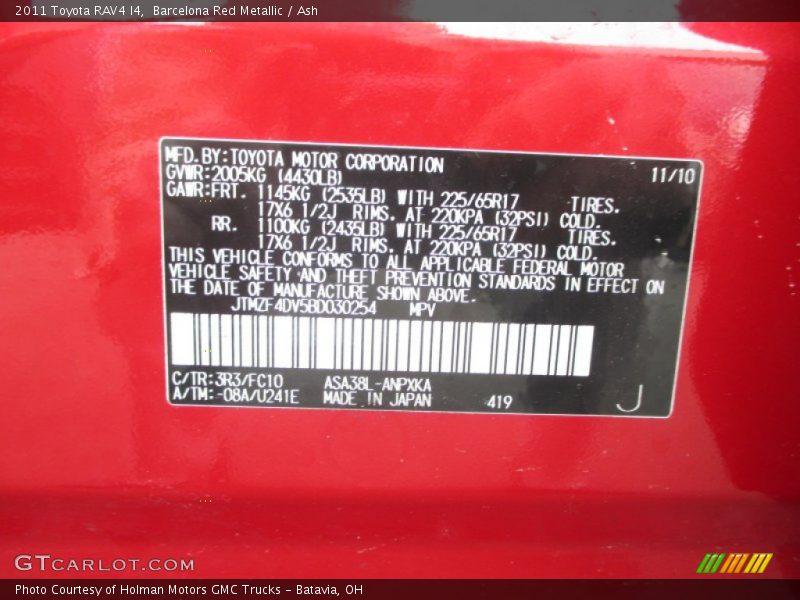 2011 Toyota RAV4 I4, Barcelona Red Metallic / Ash
MFD. BY: TOYOTA MOTOR CORPORATION 11/10
GVWR: 2005KG (4430LB)
GAWR: FRT. 1145KG (2535LB) WITH 225/65R17 TIRES.
17X6 1/2J RIMS. AT 220KPA (32PSI) COLD.
RR. 1100KG (2435LB) WITH 225/65R17 TIRES.
17X6 1/2J RIMS. AT 220KPA (32PSI) COLD.
THIS VEHICLE CONFORMS TO ALL APPLICABLE FEDERAL MOTOR
VEHICLE SAFETY AND THEFT PREVENTION STANDARDS IN EFFECT ON
THE DATE OF MANUFACTURE SHOWN ABOVE.
JTMZF4DV5BD030254 MPV
C/TR: 3R3/FC10 ASA38L-ANPXKA
A/TM: -08A/U241E MADE IN JAPAN 419 J
GTCARLOT.COM
Photo Courtesy of Holman Motors GMC Trucks - Batavia, OH